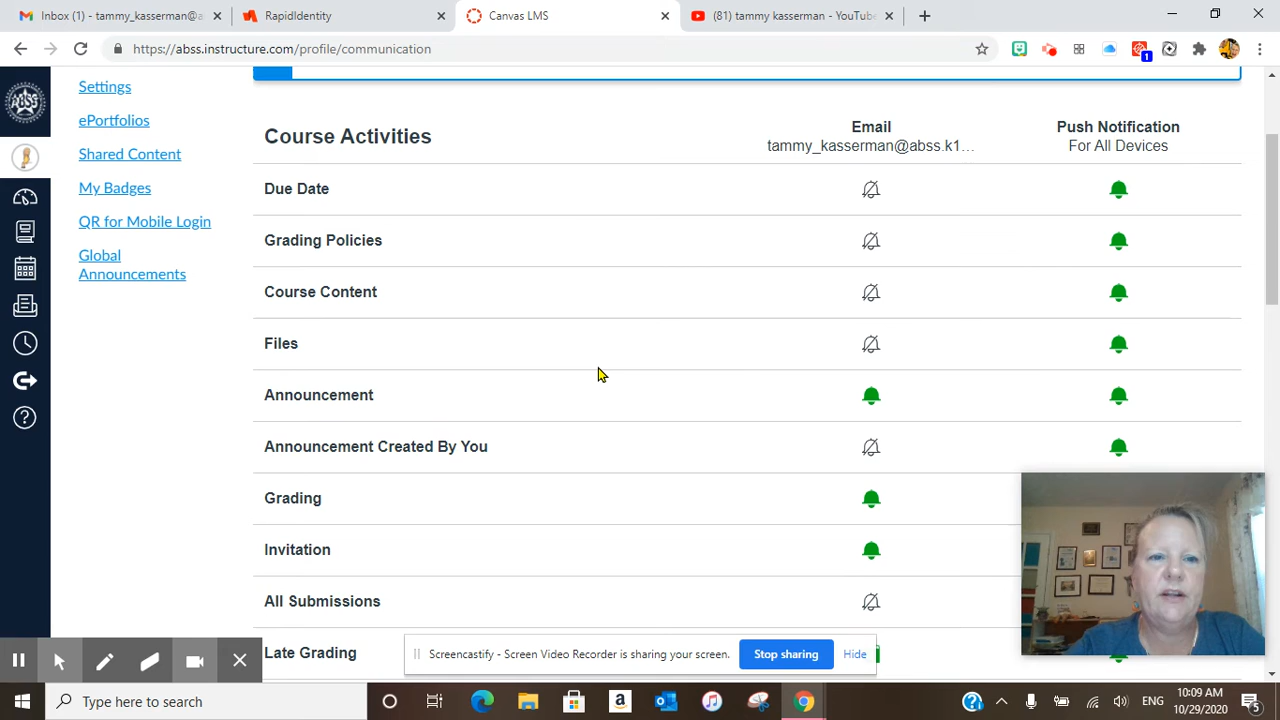 Inbox (1) - tammy_kasserman@a
RapidIdentity
Canvas LMS
(81) tammy kasserman - YouTube
https://abss.instructure.com/profile/communication
1
ABSS
Settings
ePortfolios
Shared Content
My Badges
QR for Mobile Login
Global
Announcements
Course Activities
Email
tammy_kasserman@abss.k1...
Push Notification
For All Devices
Due Date
Grading Policies
Course Content
Files
Announcement
Announcement Created By You
Grading
Invitation
All Submissions
Late Grading
Screencastify - Screen Video Recorder is sharing your screen.
Stop sharing
Hide
Type here to search
ENG
10:09 AM
10/29/2020
5